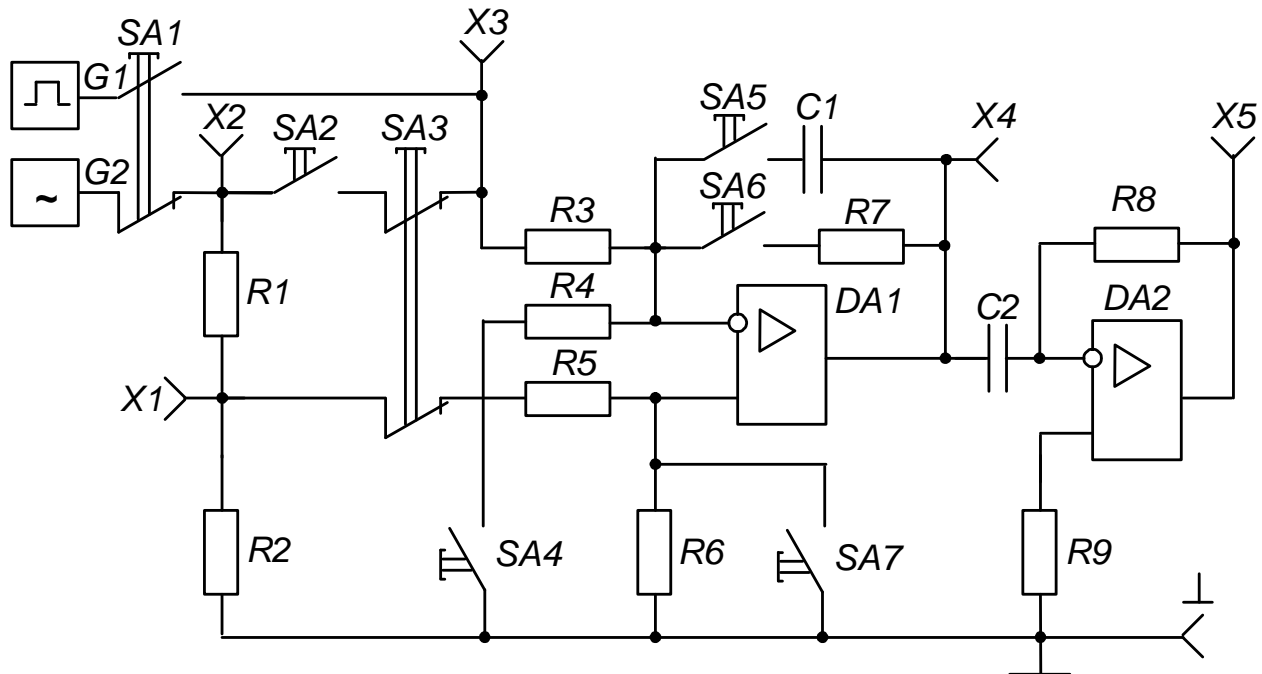 X3
SA1
G1
X2
SA2
SA3
SA5
C1
X4
X5
G2
~
SA6
R3
R7
R8
R1
R4
DA1
C2
DA2
R5
X1
R2
SA4
R6
SA7
R9